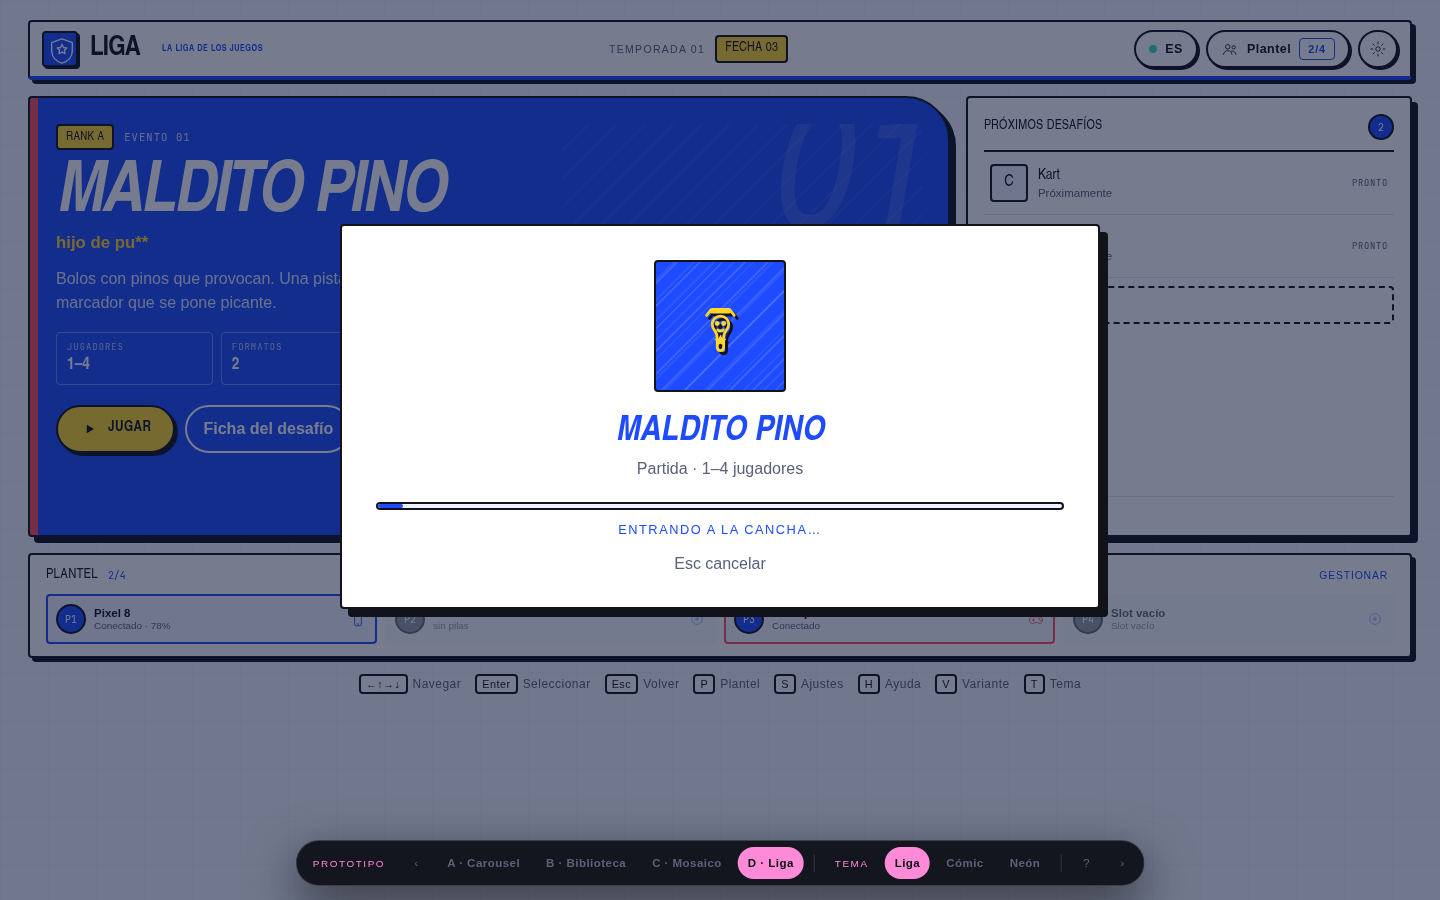 LIGA
LA LIGA DE LOS JUEGOS
TEMPORADA 01
FECHA 03
ES
Plantel 2/4
RANK A
EVENTO 01
01
MALDITO PINO
hijo de pu**
Bolos con pinos que provocan. Una pista
marcador que se pone picante.
JUGADORES
1–4
FORMATOS
2
JUGAR
Ficha del desafío
PRÓXIMOS DESAFÍOS
2
C
Kart
Próximamente
PRONTO
PRONTO
MALDITO PINO
Partida · 1–4 jugadores
ENTRANDO A LA CANCHA…
Esc cancelar
PLANTEL 2/4
GESTIONAR
P1
Pixel 8
Conectado · 78%
P2
sin pilas
P3
Conectado
P4
Slot vacío
Slot vacío
←↑→↓ Navegar Enter Seleccionar Esc Volver P Plantel S Ajustes H Ayuda V Variante T Tema
PROTOTIPO ‹ A · Carousel B · Biblioteca C · Mosaico D · Liga TEMA Liga Cómic Neón ? ›